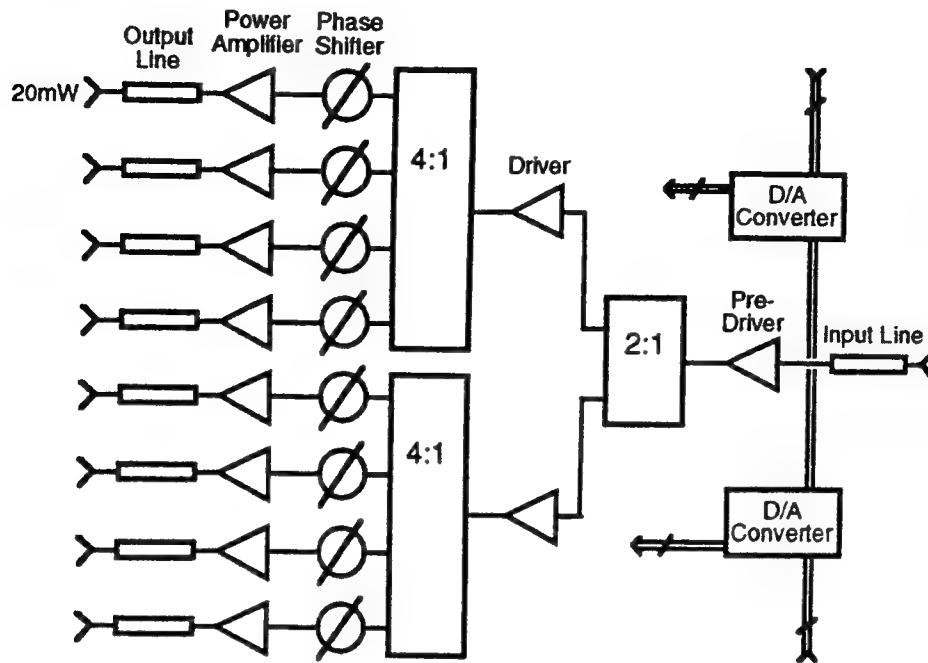 Output
Line
Power
Amplifier
Phase
Shifter
20mW
4:1
Driver
D/A
Converter
Pre-
Driver
Input Line
2:1
4:1
D/A
Converter